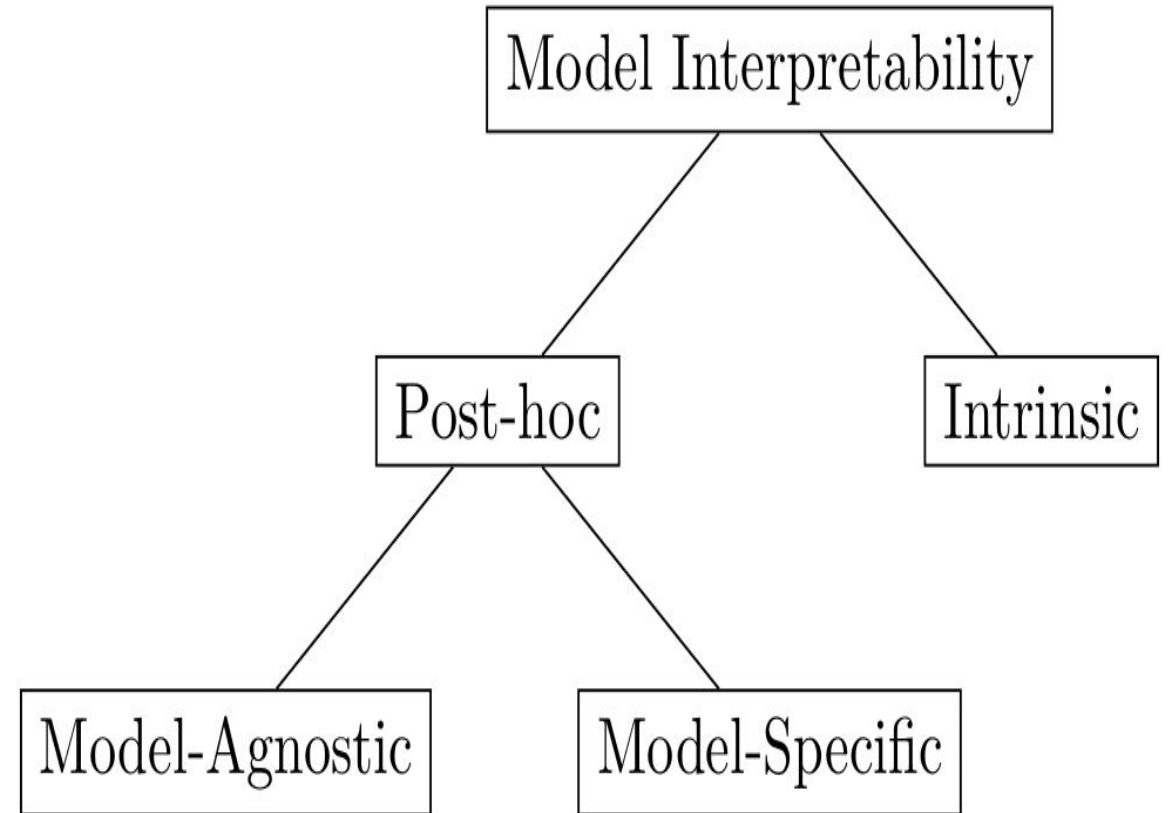 Model Interpretability
Post-hoc
Intrinsic
Model-Agnostic
Model-Specific